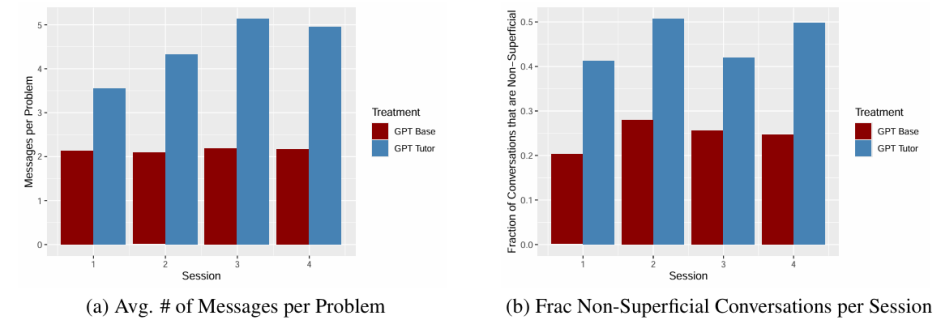 Messages per Problem
5
4
3
2
1
0
1 2 3 4
Session
Treatment
GPT Base
GPT Tutor
(a) Avg. # of Messages per Problem
Fraction of Conversations that are Non−Superficial
0.5
0.4
0.3
0.2
0.1
0.0
1 2 3 4
Session
Treatment
GPT Base
GPT Tutor
(b) Frac Non-Superficial Conversations per Session